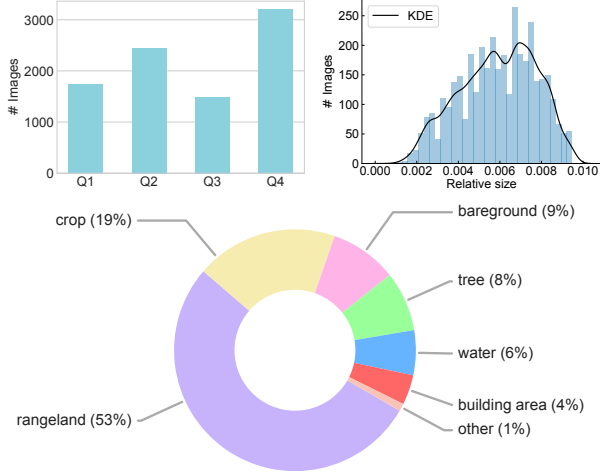 # Images
3000
2000
1000
0
Q1 Q2 Q3 Q4
# Images
250
200
150
100
50
0
KDE
0.000 0.002 0.004 0.006 0.008 0.010
Relative size
crop (19%)
bareground (9%)
tree (8%)
water (6%)
rangeland (53%)
building area (4%)
other (1%)